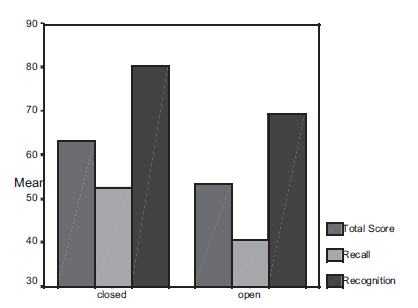 90
80
70
60
Mean
50
40
30
closed
open
Total Score
Recall
Recognition